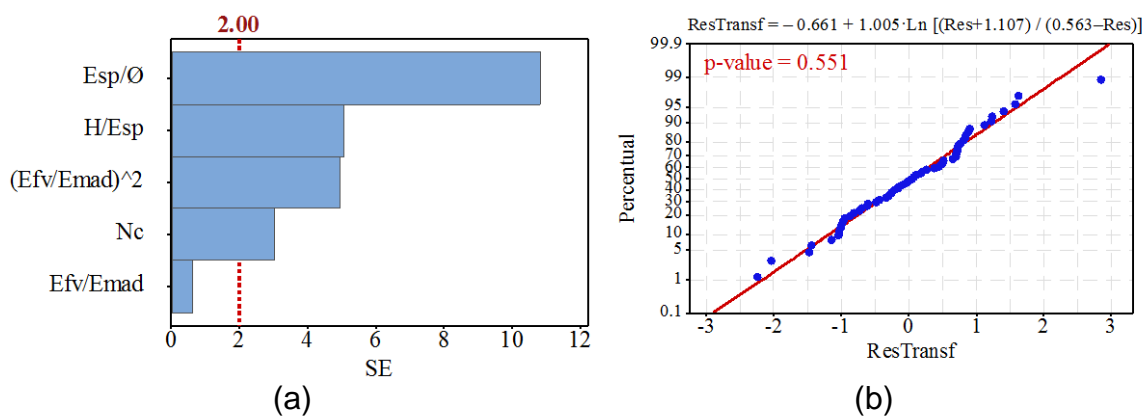 2.00
Esp/Ø
H/Esp
(Efv/Emad)^2
Nc
Efv/Emad
0 2 4 6 8 10 12
SE
(a)
ResTransf = – 0.661 + 1.005·Ln [(Res+1.107) / (0.563–Res)]
p-value = 0.551
99.9
99
95
90
80
70
60
50
40
30
20
10
5
1
0.1
Percentual
-3 -2 -1 0 1 2 3
ResTransf
(b)